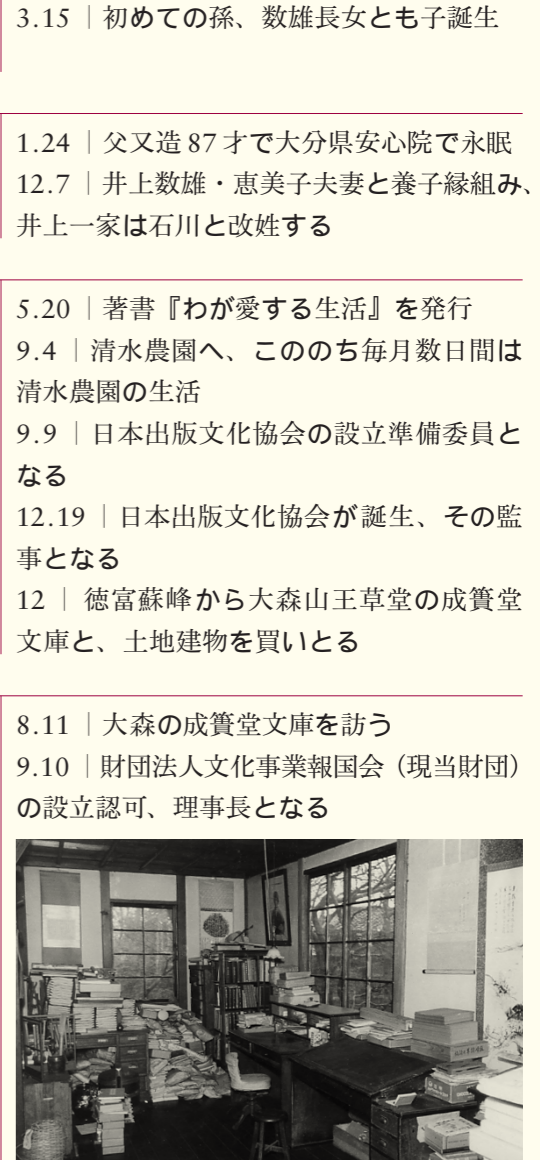 3.15 ｜初めての孫、数雄長女とも子誕生
1.24 ｜父又造 87 才で大分県安心院で永眠
12.7 ｜井上数雄・恵美子夫妻と養子縁組み、
井上一家は石川と改姓する
5.20 ｜著書『わが愛する生活』を発行
9.4 ｜清水農園へ、こののち毎月数日間は
清水農園の生活
9.9 ｜日本出版文化協会の設立準備委員と
なる
12.19 ｜日本出版文化協会が誕生、その監
事となる
12 ｜ 徳富蘇峰から大森山王草堂の成簣堂
文庫と、土地建物を買いとる
8.11 ｜大森の成簣堂文庫を訪う
9.10 ｜財団法人文化事業報国会（現当財団）
の設立認可、理事長となる